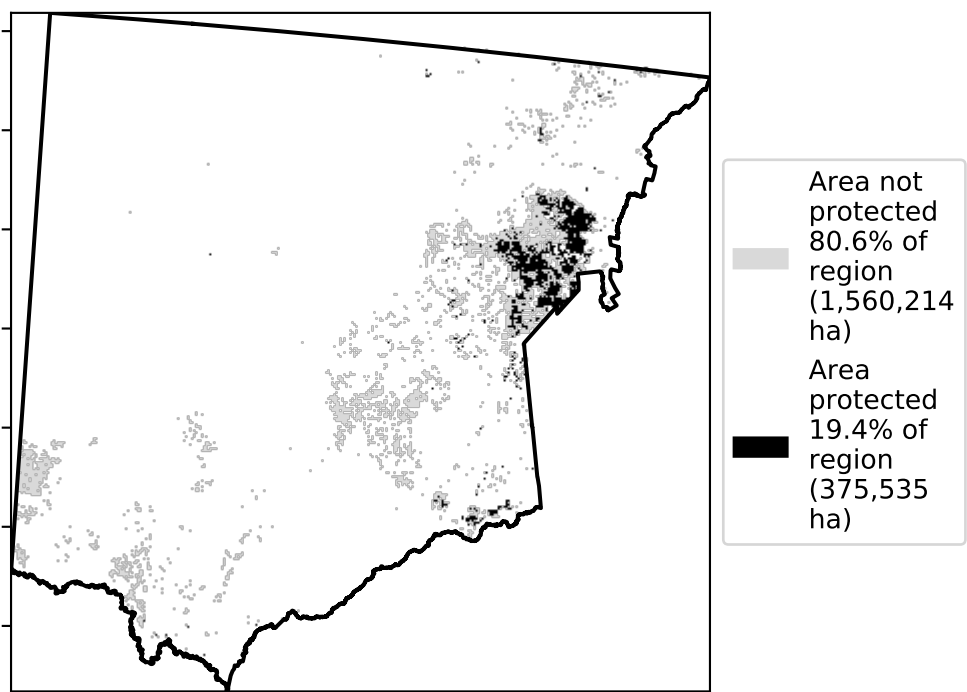 Area not
protected
80.6% of
region
(1,560,214
ha)
Area
protected
19.4% of
region
(375,535
ha)